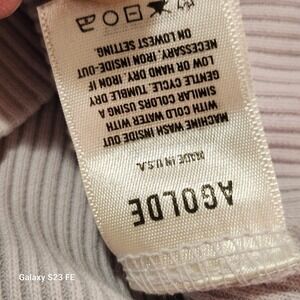 AGOLDE
MADE IN U.S.A.
MACHINE WASH INSIDE OUT
WITH COLD WATER WITH
SIMILAR COLORS USING A
GENTLE CYCLE. TUMBLE DRY
LOW OR HAND DRY. IRON IF
NECESSARY, IRON INSIDE-OUT
ON LOWEST SETTING.
Galaxy S23 FE